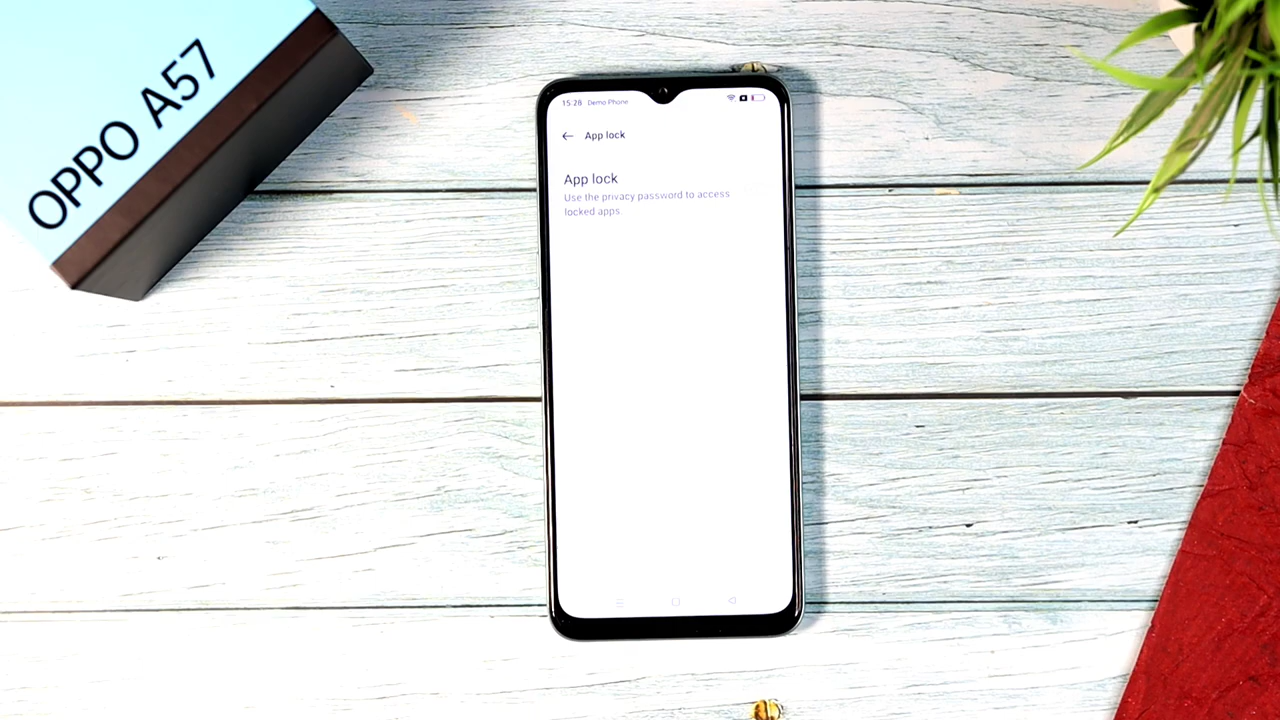 OPPO A57
15:28 Demo Phone
App lock
App lock
Use the privacy password to access
locked apps.